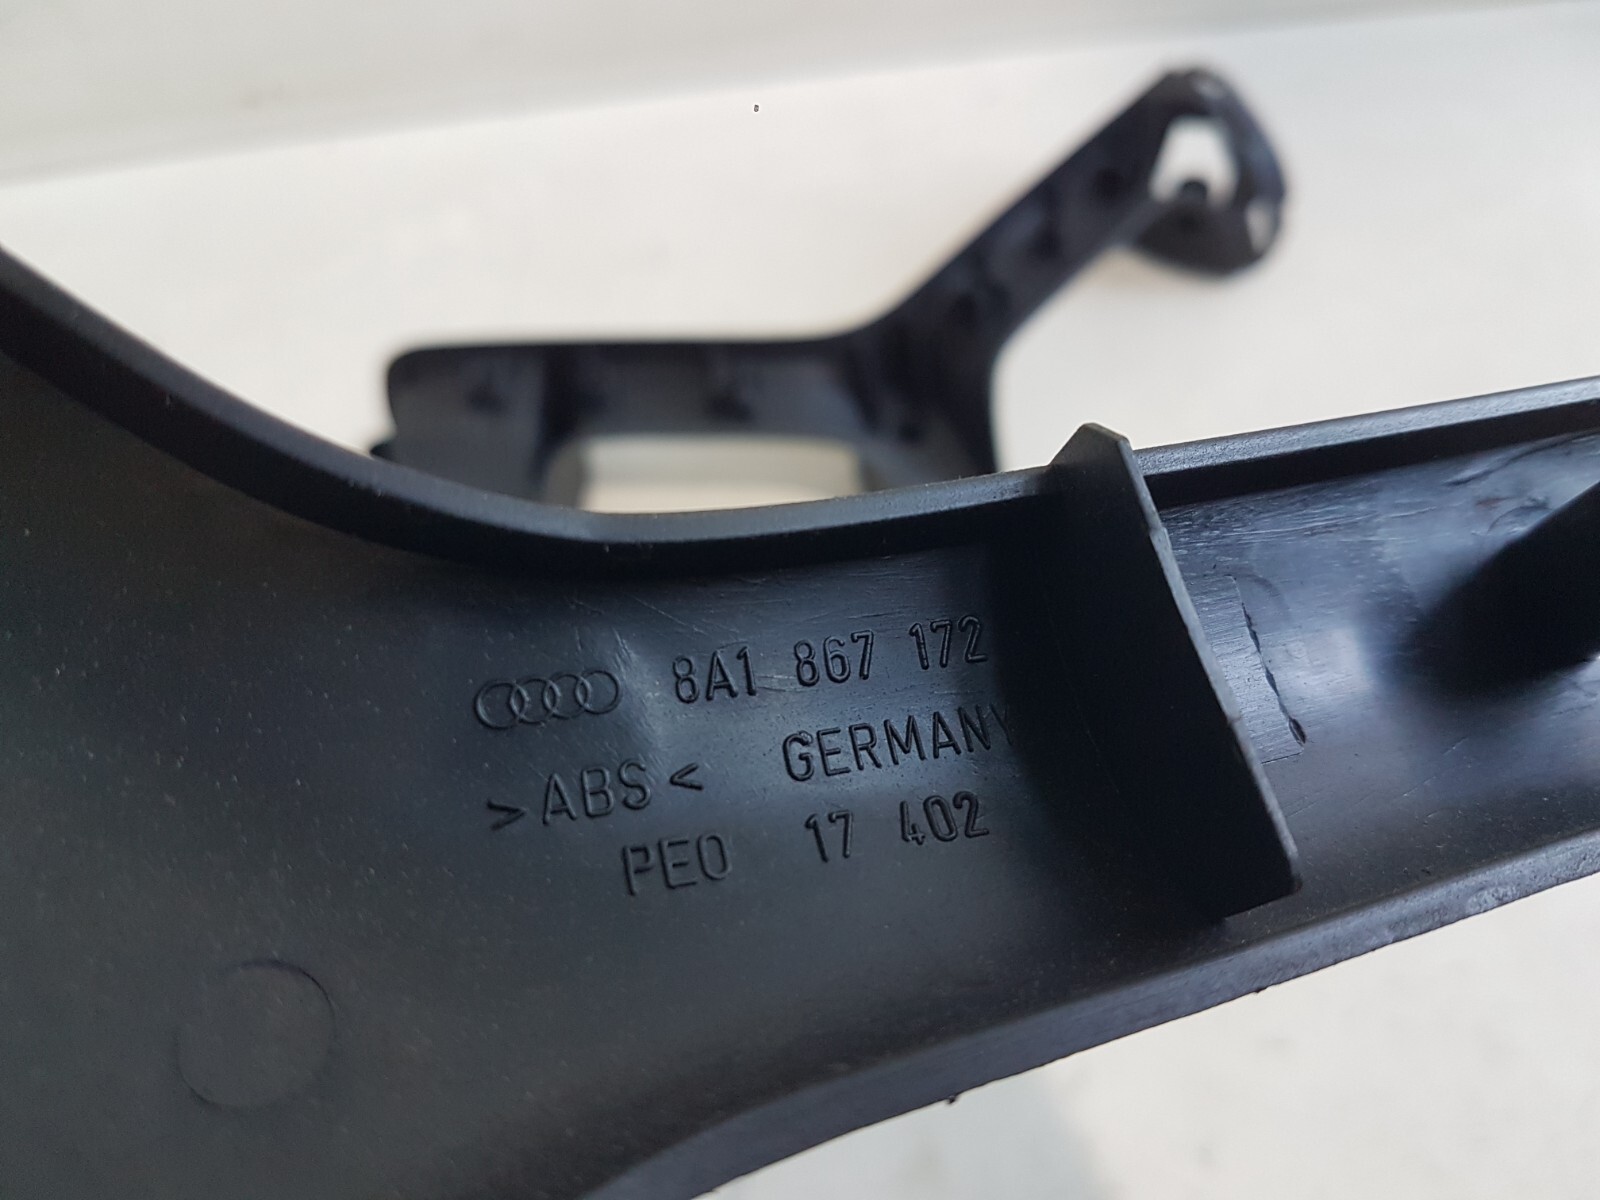 8A1 867 172
>ABS< GERMANY
PEO 17 402